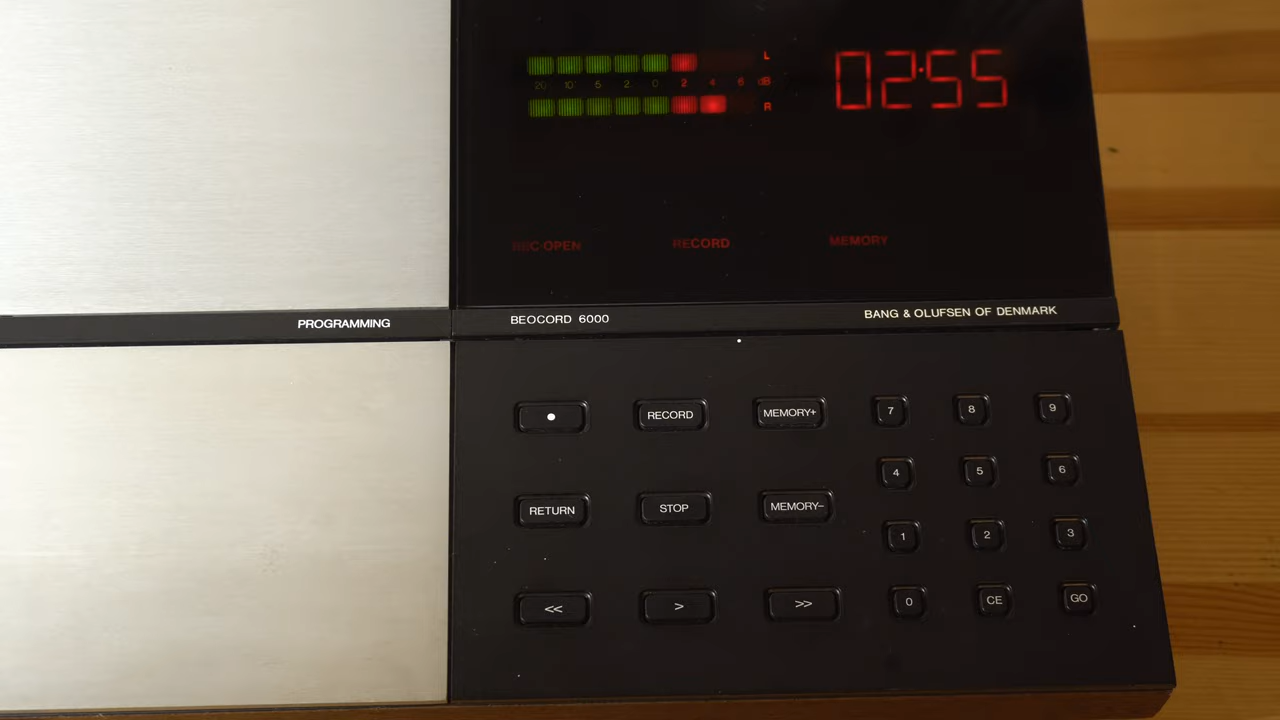 L
02:55
20 10 5 2 0 2 4 6 dB
R
REC OPEN RECORD MEMORY
PROGRAMMING BEOCORD 6000 BANG & OLUFSEN OF DENMARK
● RECORD MEMORY+ 7 8 9
4 5 6
RETURN STOP MEMORY–
1 2 3
<< > >> 0 CE GO